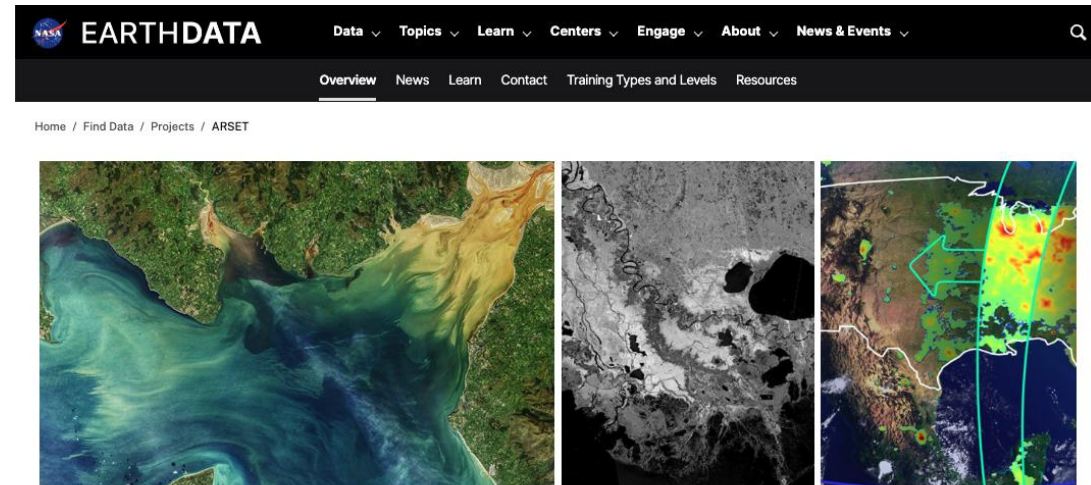 NASA EARTHDATA Data Topics Learn Centers Engage About News & Events
Overview News Learn Contact Training Types and Levels Resources
Home / Find Data / Projects / ARSET